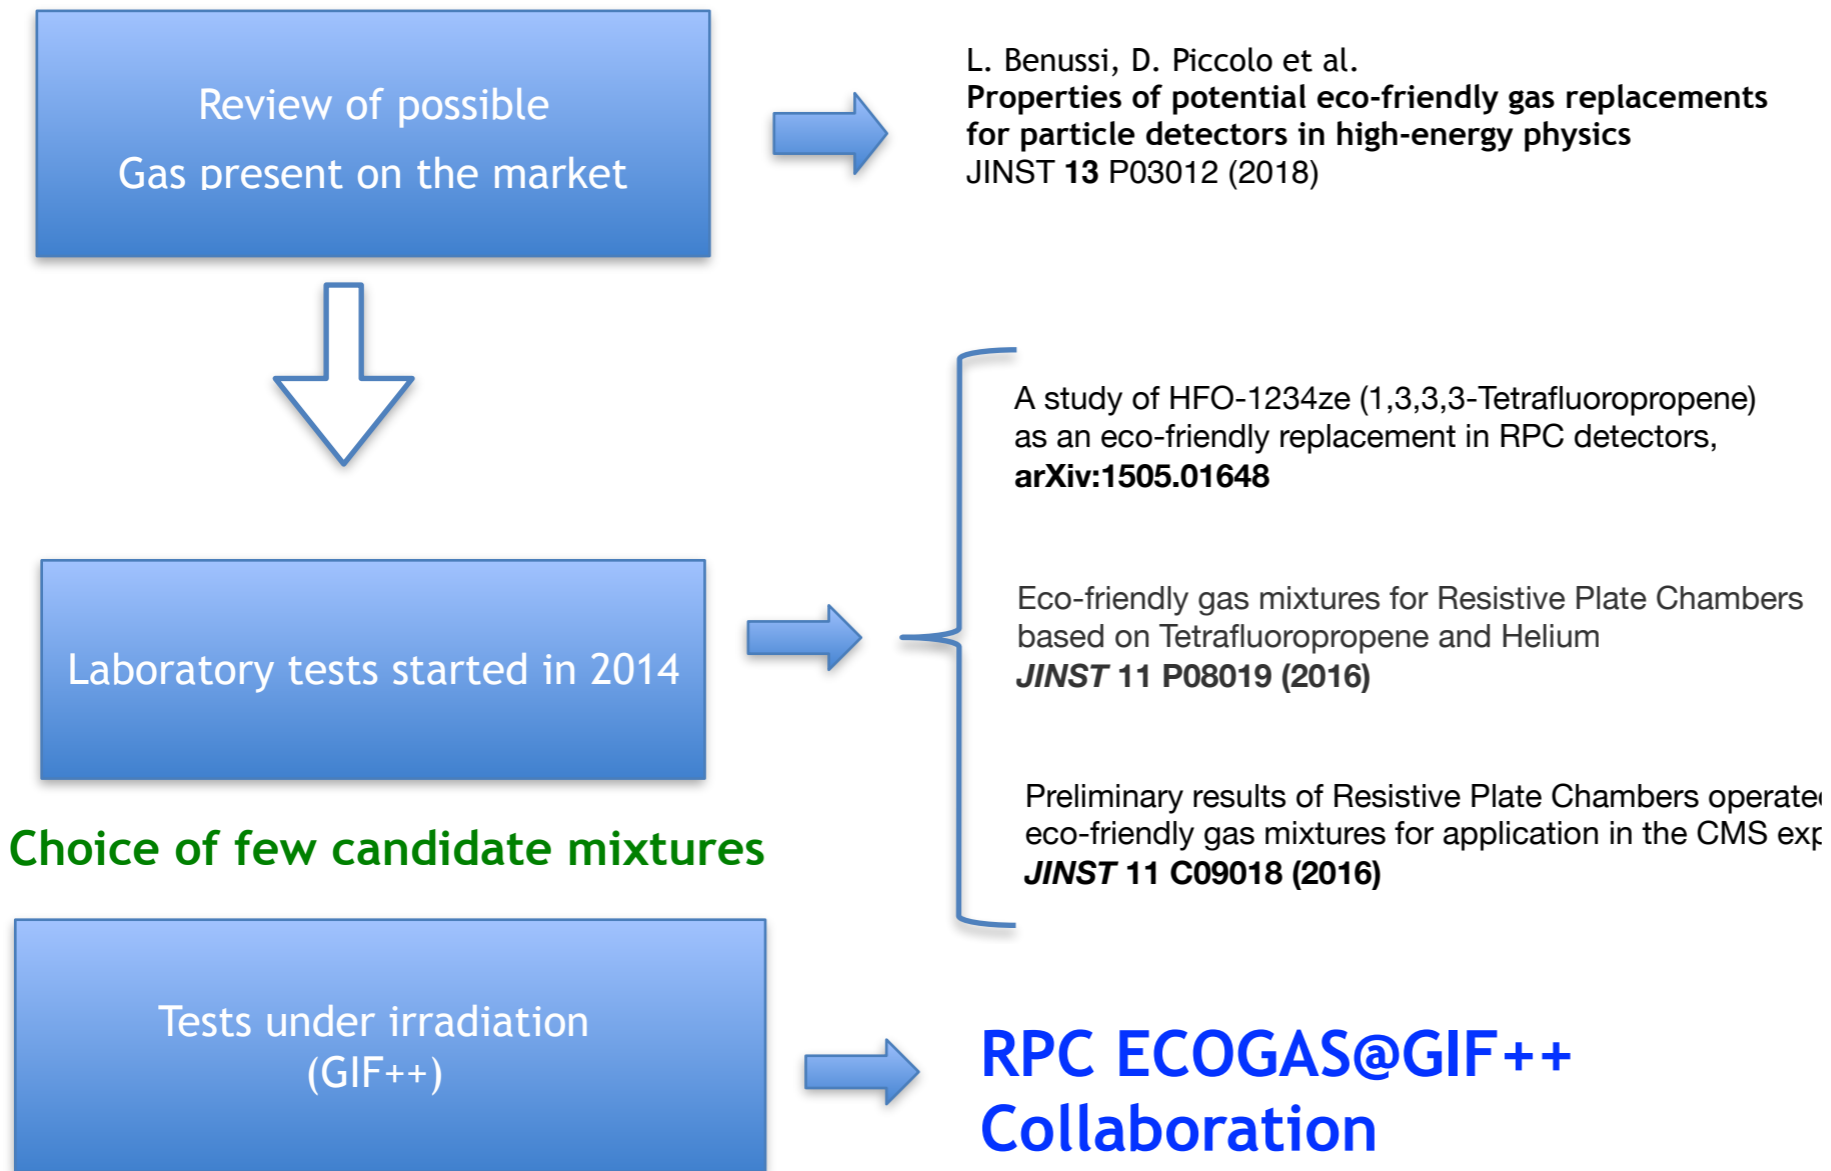 Review of possible
Gas present on the market
L. Benussi, D. Piccolo et al.
Properties of potential eco-friendly gas replacements
for particle detectors in high-energy physics
JINST 13 P03012 (2018)
Laboratory tests started in 2014
A study of HFO-1234ze (1,3,3,3-Tetrafluoropropene)
as an eco-friendly replacement in RPC detectors,
arXiv:1505.01648
Eco-friendly gas mixtures for Resistive Plate Chambers
based on Tetrafluoropropene and Helium
JINST 11 P08019 (2016)
Preliminary results of Resistive Plate Chambers operated
eco-friendly gas mixtures for application in the CMS exp
JINST 11 C09018 (2016)
Choice of few candidate mixtures
Tests under irradiation
(GIF++)
RPC ECOGAS@GIF++
Collaboration